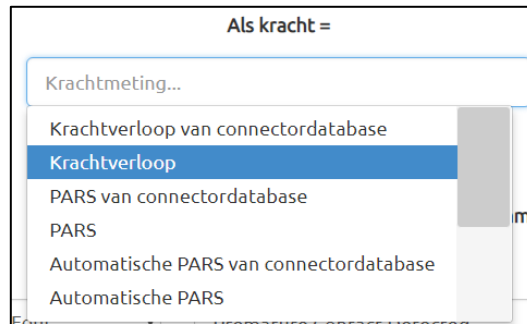 Als kracht =
Krachtmeting...
Krachtverloop van connectordatabase
Krachtverloop
PARS van connectordatabase
PARS
Automatische PARS van connectordatabase
Automatische PARS